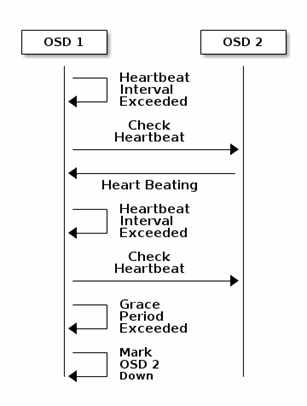 OSD 1
OSD 2
Heartbeat
Interval
Exceeded
Check
Heartbeat
Heart Beating
Heartbeat
Interval
Exceeded
Check
Heartbeat
Grace
Period
Exceeded
Mark
OSD 2
Down